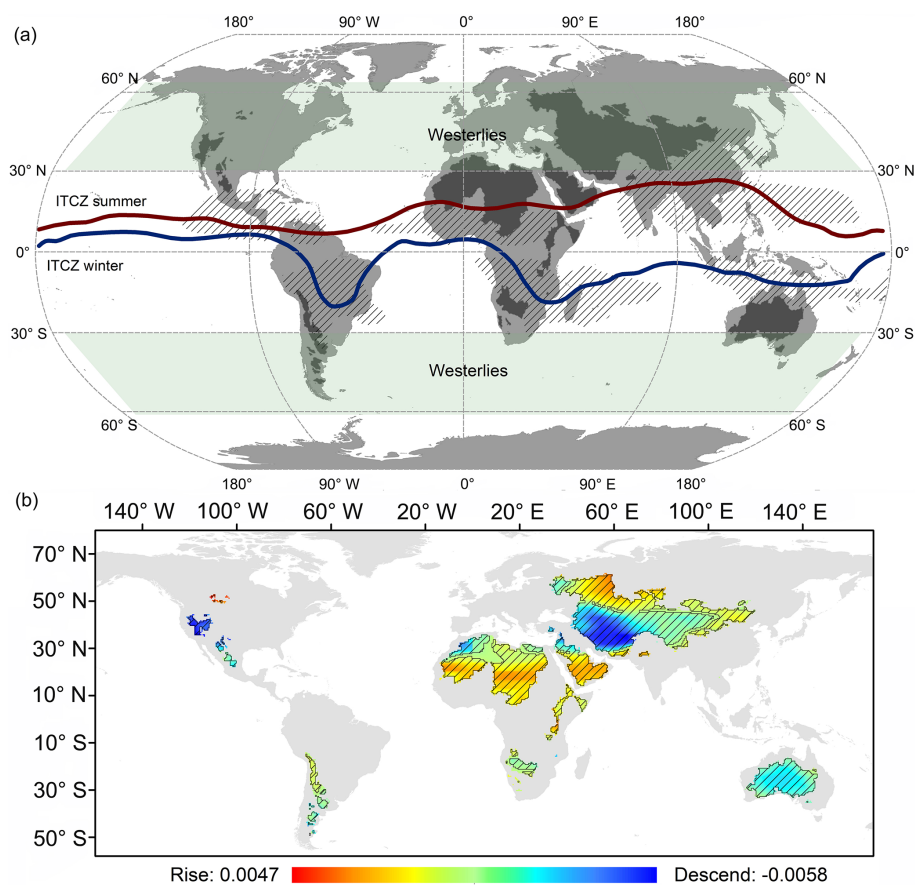 (a)
180° 90° W 0° 90° E 180°
60° N 60° N
Westerlies
30° N 30° N
ITCZ summer
0° 0°
ITCZ winter
30° S 30° S
Westerlies
60° S 60° S
180° 90° W 0° 90° E 180°
(b)
140° W 100° W 60° W 20° W 20° E 60° E 100° E 140° E
70° N
50° N
30° N
10° N
10° S
30° S
50° S
Rise: 0.0047 Descend: -0.0058